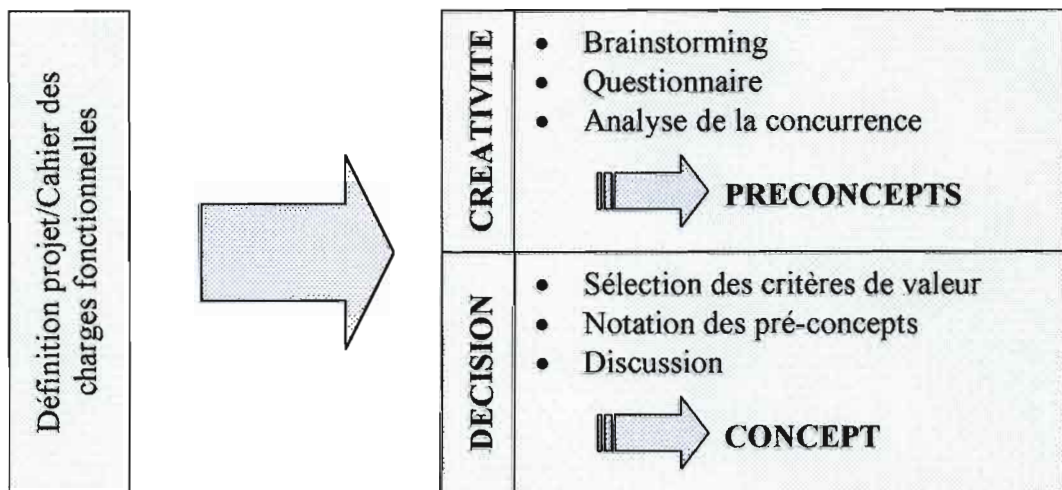 Définition projet/Cahier des
charges fonctionnelles
CREATIVITE
• Brainstorming
• Questionnaire
• Analyse de la concurrence
PRECONCEPTS
DECISION
• Sélection des critères de valeur
• Notation des pré-concepts
• Discussion
CONCEPT